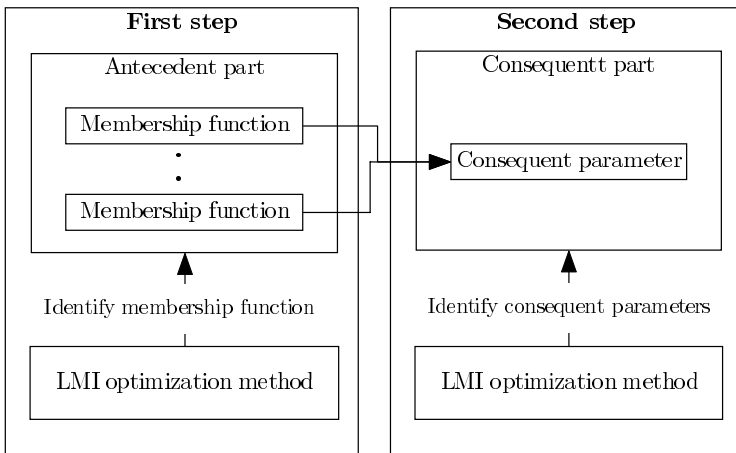 First step
Antecedent part
Membership function
Membership function
Identify membership function
LMI optimization method
Second step
Consequentt part
Consequent parameter
Identify consequent parameters
LMI optimization method